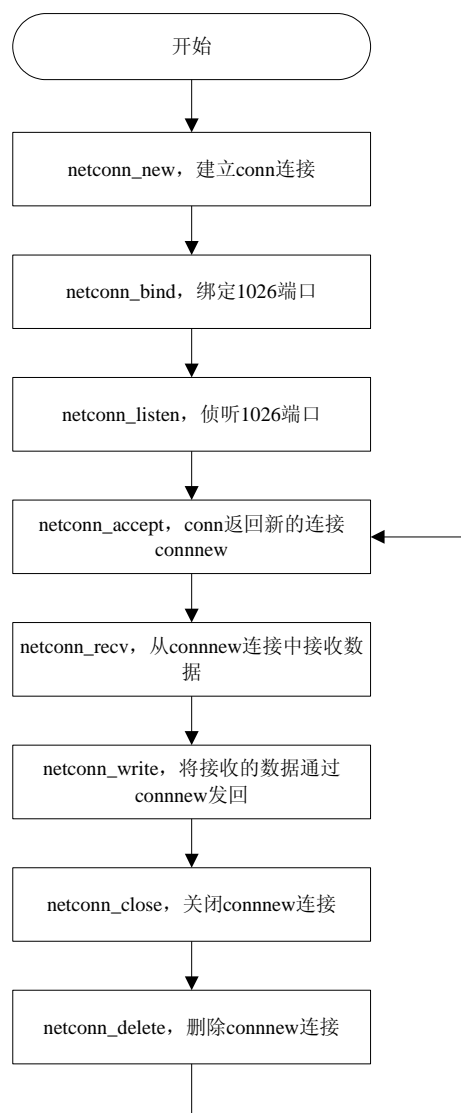 开始
netconn_new，建立conn连接
netconn_bind，绑定1026端口
netconn_listen，侦听1026端口
netconn_accept，conn返回新的连接
connnew
netconn_recv，从connnew连接中接收数
据
netconn_write，将接收的数据通过
connnew发回
netconn_close，关闭connnew连接
netconn_delete，删除connnew连接